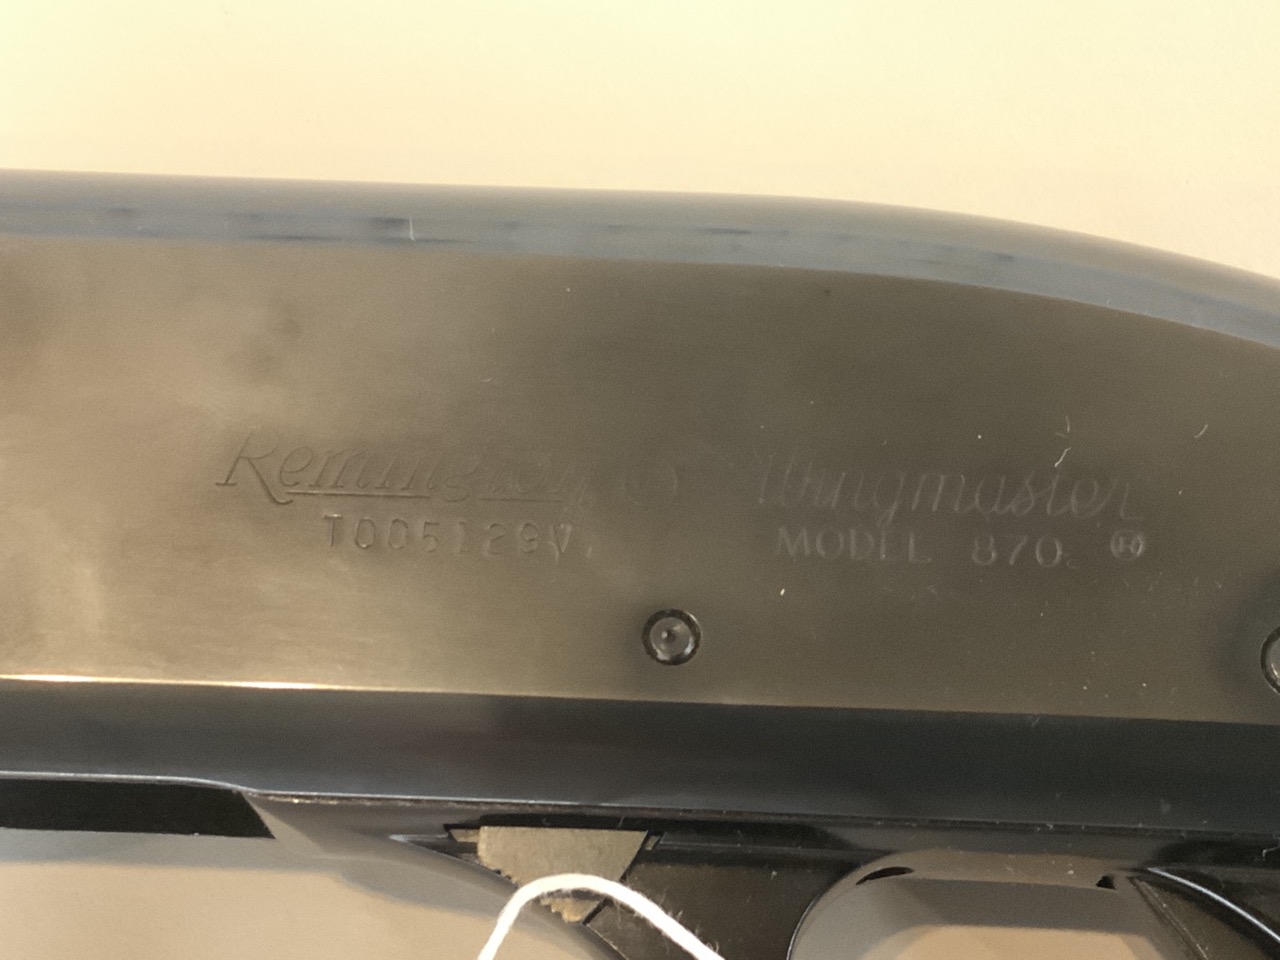 Remington ® Wingmaster
T005129V. MODEL 870 ®